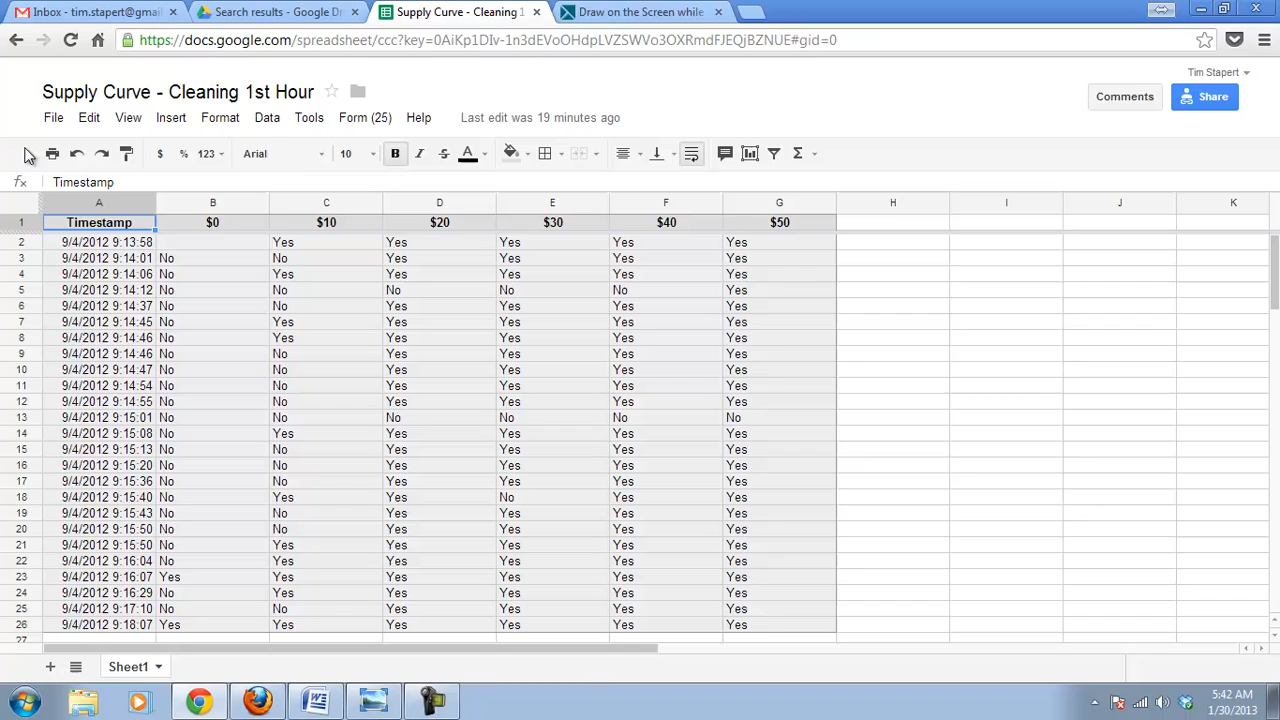 Inbox - tim.stapert@gmai × Search results - Google Dr × Supply Curve - Cleaning 1 × Draw on the Screen while ×
https://docs.google.com/spreadsheet/ccc?key=0AiKp1DIv-1n3dEVoOHdpLVZSWVo3OXRmdFJEQjBZNUE#gid=0
Tim Stapert
Supply Curve - Cleaning 1st Hour
Comments Share
File Edit View Insert Format Data Tools Form (25) Help Last edit was 19 minutes ago
$ % 123 Arial 10 B I S A Σ
fx Timestamp
A B C D E F G H I J K
1 Timestamp $0 $10 $20 $30 $40 $50
2 9/4/2012 9:13:58 Yes Yes Yes Yes Yes
3 9/4/2012 9:14:01 No No Yes Yes Yes Yes
4 9/4/2012 9:14:06 No Yes Yes Yes Yes Yes
5 9/4/2012 9:14:12 No No No No No Yes
6 9/4/2012 9:14:37 No No Yes Yes Yes Yes
7 9/4/2012 9:14:45 No Yes Yes Yes Yes Yes
8 9/4/2012 9:14:46 No Yes Yes Yes Yes Yes
9 9/4/2012 9:14:46 No No Yes Yes Yes Yes
10 9/4/2012 9:14:47 No No Yes Yes Yes Yes
11 9/4/2012 9:14:54 No No Yes Yes Yes Yes
12 9/4/2012 9:14:55 No No Yes Yes Yes Yes
13 9/4/2012 9:15:01 No No No No No No
14 9/4/2012 9:15:08 No Yes Yes Yes Yes Yes
15 9/4/2012 9:15:13 No No Yes Yes Yes Yes
16 9/4/2012 9:15:20 No No Yes Yes Yes Yes
17 9/4/2012 9:15:36 No No Yes Yes Yes Yes
18 9/4/2012 9:15:40 No Yes Yes No Yes Yes
19 9/4/2012 9:15:43 No No Yes Yes Yes Yes
20 9/4/2012 9:15:50 No No Yes Yes Yes Yes
21 9/4/2012 9:15:50 No Yes Yes Yes Yes Yes
22 9/4/2012 9:16:04 No Yes Yes Yes Yes Yes
23 9/4/2012 9:16:07 Yes Yes Yes Yes Yes Yes
24 9/4/2012 9:16:29 No Yes Yes Yes Yes Yes
25 9/4/2012 9:17:10 No No Yes Yes Yes Yes
26 9/4/2012 9:18:07 Yes Yes Yes Yes Yes Yes
27
+ Sheet1
5:42 AM
1/30/2013